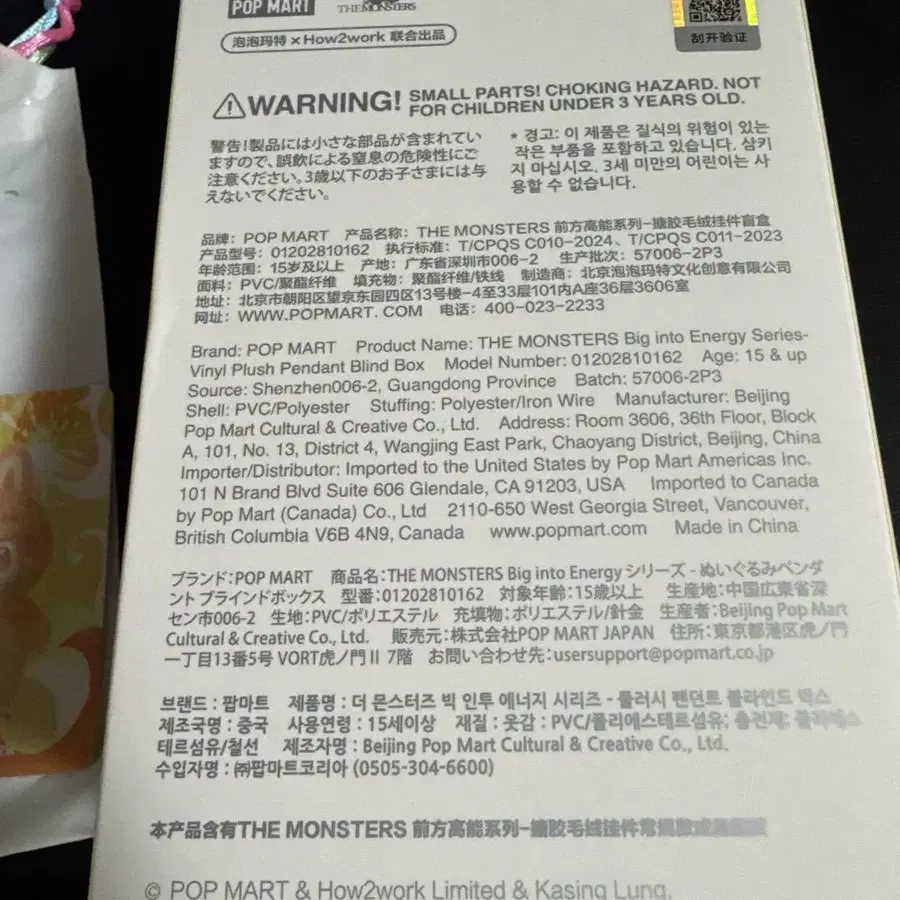 POP MART
THEMONSTERS
泡泡玛特 × How2work 联合出品
刮开验证
WARNING! SMALL PARTS! CHOKING HAZARD. NOT
FOR CHILDREN UNDER 3 YEARS OLD.
警告!製品には小さな部品が含まれてい
ますので、誤飲による窒息の危険性にご
注意ください。3歳以下のお子さまには与
えないでください。
* 경고: 이 제품은 질식의 위험이 있는
작은 부품을 포함하고 있습니다. 삼키
지 마십시오. 3세 미만의 어린이는 사
용할 수 없습니다.
品牌: POP MART 产品名称: THE MONSTERS 前方高能系列-搪胶毛绒挂件盲盒
产品型号: 01202810162 执行标准: T/CPQS C010-2024、T/CPQS C011-2023
年龄范围: 15岁及以上 产地: 广东省深圳市006-2 生产批次: 57006-2P3
面料: PVC/聚酯纤维 填充物: 聚酯纤维/铁线 制造商: 北京泡泡玛特文化创意有限公司
地址: 北京市朝阳区望京东园四区13号楼-4至33层101内A座36层3606室
网址: WWW.POPMART.COM 电话: 400-023-2233
Brand: POP MART Product Name: THE MONSTERS Big into Energy Series-
Vinyl Plush Pendant Blind Box Model Number: 01202810162 Age: 15 & up
Source: Shenzhen006-2, Guangdong Province Batch: 57006-2P3
Shell: PVC/Polyester Stuffing: Polyester/Iron Wire Manufacturer: Beijing
Pop Mart Cultural & Creative Co., Ltd. Address: Room 3606, 36th Floor, Block
A, 101, No. 13, District 4, Wangjing East Park, Chaoyang District, Beijing, China
Importer/Distributor: Imported to the United States by Pop Mart Americas Inc.
101 N Brand Blvd Suite 606 Glendale, CA 91203, USA Imported to Canada
by Pop Mart (Canada) Co., Ltd 2110-650 West Georgia Street, Vancouver,
British Columbia V6B 4N9, Canada www.popmart.com Made in China
ブランド:POP MART 商品名:THE MONSTERS Big into Energy シリーズ - ぬいぐるみペンダ
ント ブラインドボックス 型番:01202810162 対象年齢:15歳以上 生産地:中国広東省深
セン市006-2 生地:PVC/ポリエステル 充填物:ポリエステル/針金 生産者:Beijing Pop Mart
Cultural & Creative Co., Ltd. 販売元:株式会社POP MART JAPAN 住所:東京都港区虎ノ門
一丁目13番5号 VORT虎ノ門Ⅱ 7階 お問い合わせ先:usersupport@popmart.co.jp
브랜드 : 팝마트 제품명 : 더 몬스터즈 빅 인투 에너지 시리즈 - 플러시 펜던트 블라인드 박스
제조국명 : 중국 사용연령 : 15세이상 재질 : 옷감 : PVC/폴리에스테르섬유: 충전재: 폴리에스
테르섬유/철선 제조자명 : Beijing Pop Mart Cultural & Creative Co., Ltd.
수입자명 : ㈜팝마트코리아 (0505-304-6600)
本产品含有THE MONSTERS 前方高能系列-搪胶毛绒挂件常规款或
© POP MART & How2work Limited & Kasing Lung.